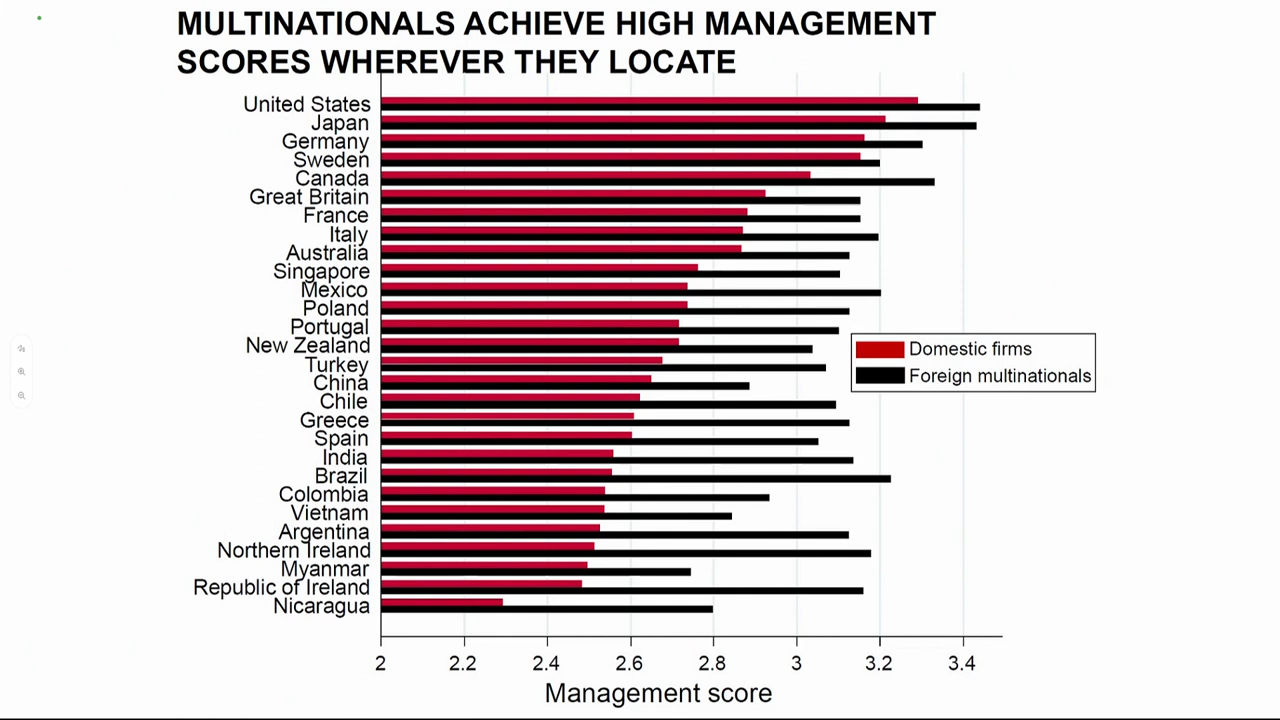 MULTINATIONALS ACHIEVE HIGH MANAGEMENT
SCORES WHEREVER THEY LOCATE
United States
Japan
Germany
Sweden
Canada
Great Britain
France
Italy
Australia
Singapore
Mexico
Poland
Portugal
New Zealand
Turkey
China
Chile
Greece
Spain
India
Brazil
Colombia
Vietnam
Argentina
Northern Ireland
Myanmar
Republic of Ireland
Nicaragua
Domestic firms
Foreign multinationals
2 2.2 2.4 2.6 2.8 3 3.2 3.4
Management score